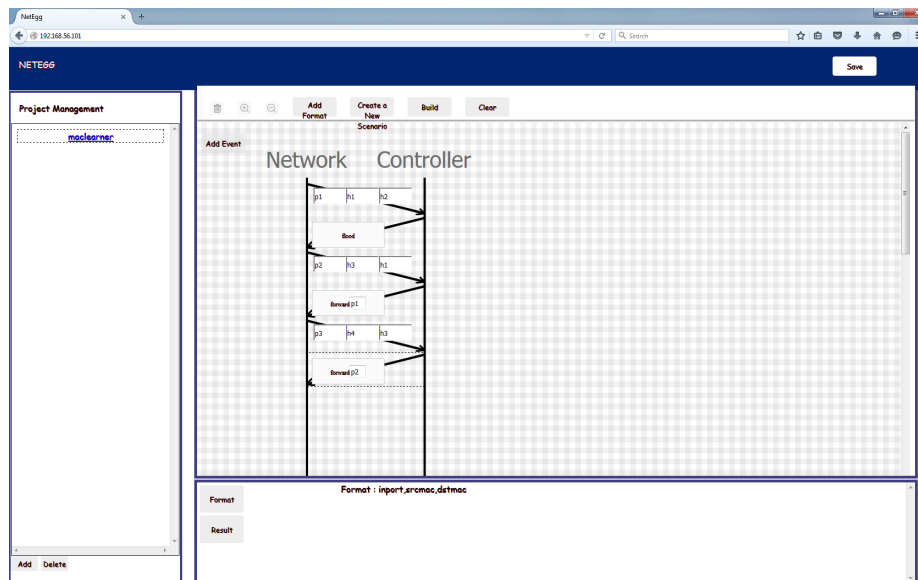 NetEgg
192.168.56.101
Search
NETEGG
Save
Project Management
maclearner
Add Format
Create a New Scenario
Build
Clear
Add Event
Network Controller
p1 h1 h2
flood
p2 h3 h1
forward p1
p3 h4 h3
forward p2
Format
Format : inport,srcmac,dstmac
Result
Add Delete